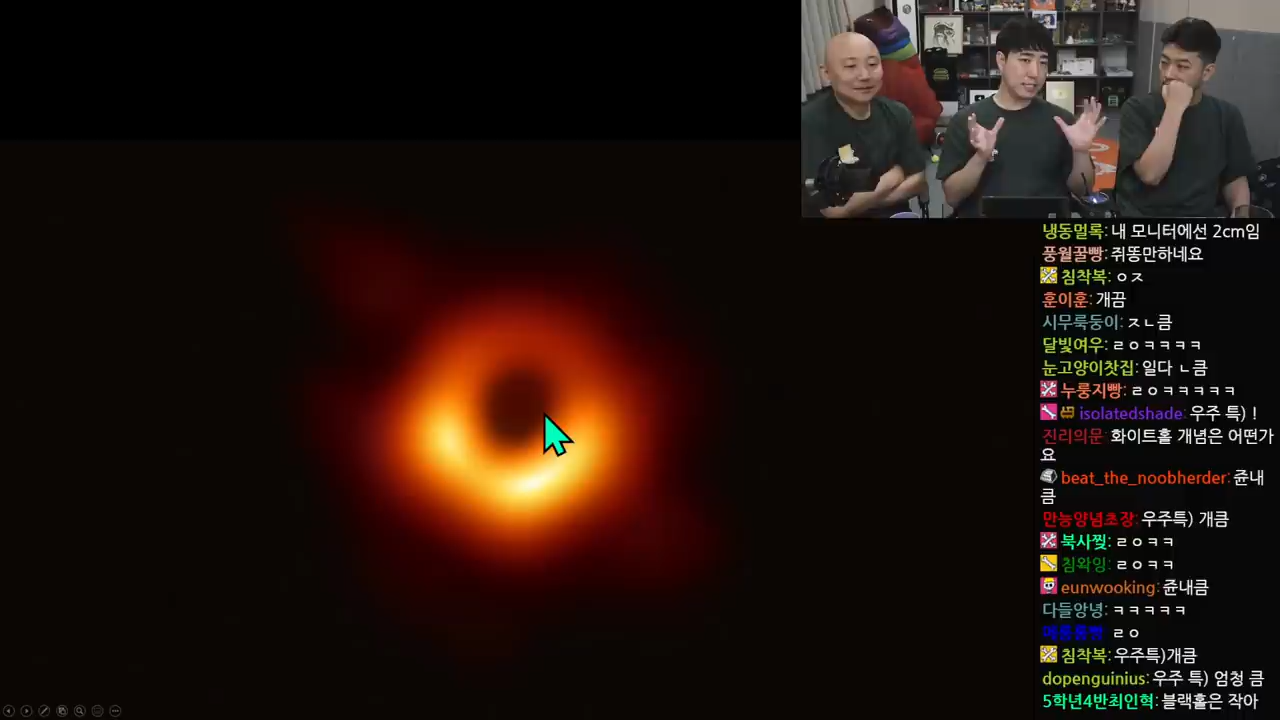 냉동멀록: 내 모니터에선 2cm임
풍월꿀빵: 쥐똥만하네요
침착복: ㅇㅈ
훈이훈: 개끔
시무룩둥이: ㅈㄴ큼
달빛여우: ㄹㅇㅋㅋㅋㅋ
눈고양이찻집: 일다 ㄴ큼
누룽지빵: ㄹㅇㅋㅋㅋㅋㅋ
isolatedshade: 우주 특) !
진리의문: 화이트홀 개념은 어떤가
요
beat_the_noobherder: 쥰내
큼
만능양념초장: 우주특) 개큼
북사찢: ㄹㅇㅋㅋ
침왁잉: ㄹㅇㅋㅋ
eunwooking: 쥰내큼
다들앙녕: ㅋㅋㅋㅋㅋ
ㄹㅇ
침착복: 우주특)개큼
dopenguinius: 우주 특) 엄청 큼
5학년4반최인혁: 블랙홀은 작아